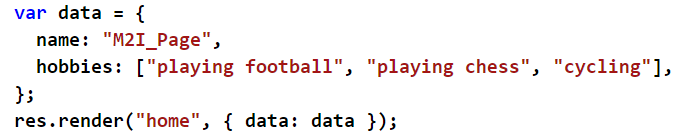 var data = {
  name: "M2I_Page",
  hobbies: ["playing football", "playing chess", "cycling"],
};
res.render("home", { data: data });